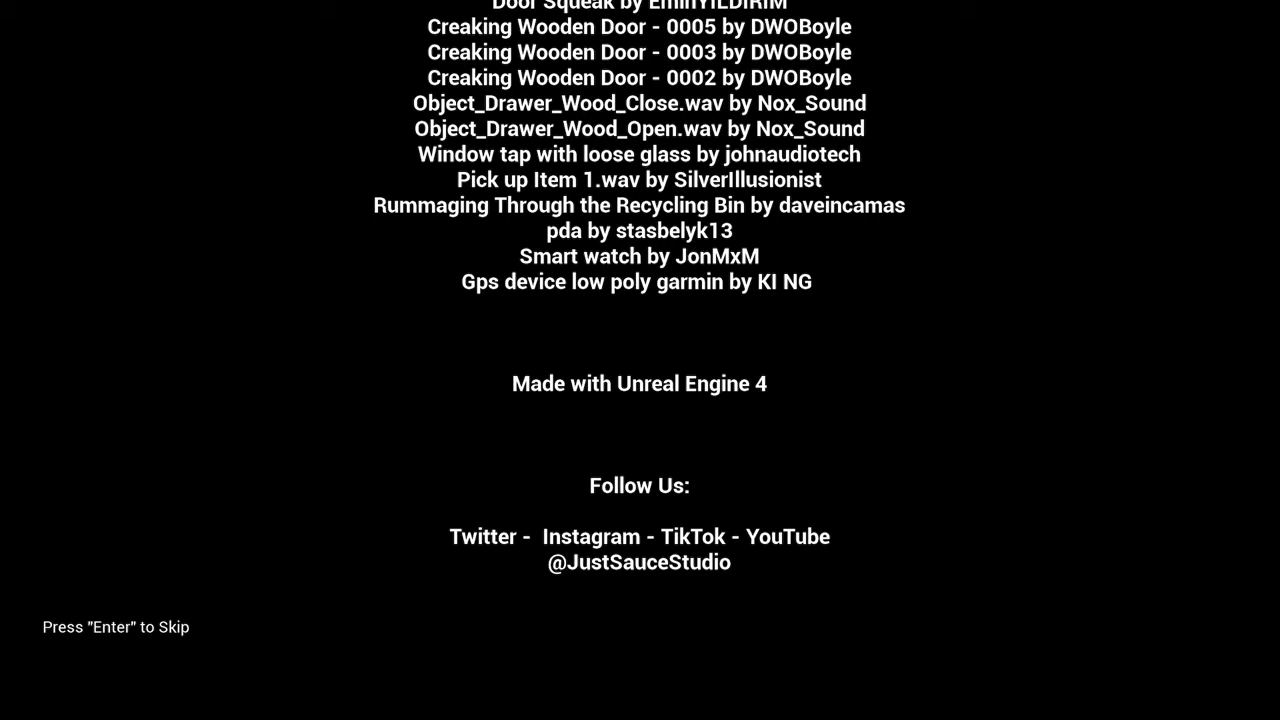 Door Squeak by EminYILDIRIM
Creaking Wooden Door - 0005 by DWOBoyle
Creaking Wooden Door - 0003 by DWOBoyle
Creaking Wooden Door - 0002 by DWOBoyle
Object_Drawer_Wood_Close.wav by Nox_Sound
Object_Drawer_Wood_Open.wav by Nox_Sound
Window tap with loose glass by johnaudiotech
Pick up Item 1.wav by SilverIllusionist
Rummaging Through the Recycling Bin by daveincamas
pda by stasbelyk13
Smart watch by JonMxM
Gps device low poly garmin by KI NG
Made with Unreal Engine 4
Follow Us:
Twitter -  Instagram - TikTok - YouTube
@JustSauceStudio
Press "Enter" to Skip